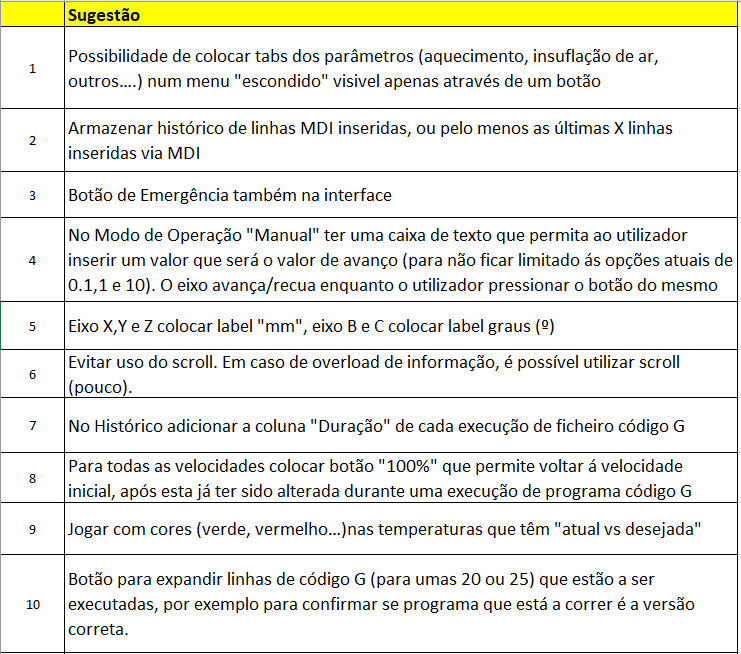 Sugestão
1
Possibilidade de colocar tabs dos parâmetros (aquecimento, insuflação de ar,
outros….) num menu "escondido" visivel apenas através de um botão
2
Armazenar histórico de linhas MDI inseridas, ou pelo menos as últimas X linhas
inseridas via MDI
3
Botão de Emergência também na interface
4
No Modo de Operação "Manual" ter uma caixa de texto que permita ao utilizador
inserir um valor que será o valor de avanço (para não ficar limitado ás opções atuais de
0.1,1 e 10). O eixo avança/recua enquanto o utilizador pressionar o botão do mesmo
5
Eixo X,Y e Z colocar label "mm", eixo B e C colocar label graus (º)
6
Evitar uso do scroll. Em caso de overload de informação, é possível utilizar scroll
(pouco).
7
No Histórico adicionar a coluna "Duração" de cada execução de ficheiro código G
8
Para todas as velocidades colocar botão "100%" que permite voltar á velocidade
inicial, após esta já ter sido alterada durante uma execução de programa código G
9
Jogar com cores (verde, vermelho…)nas temperaturas que têm "atual vs desejada"
10
Botão para expandir linhas de código G (para umas 20 ou 25) que estão a ser
executadas, por exemplo para confirmar se programa que está a correr é a versão
correta.